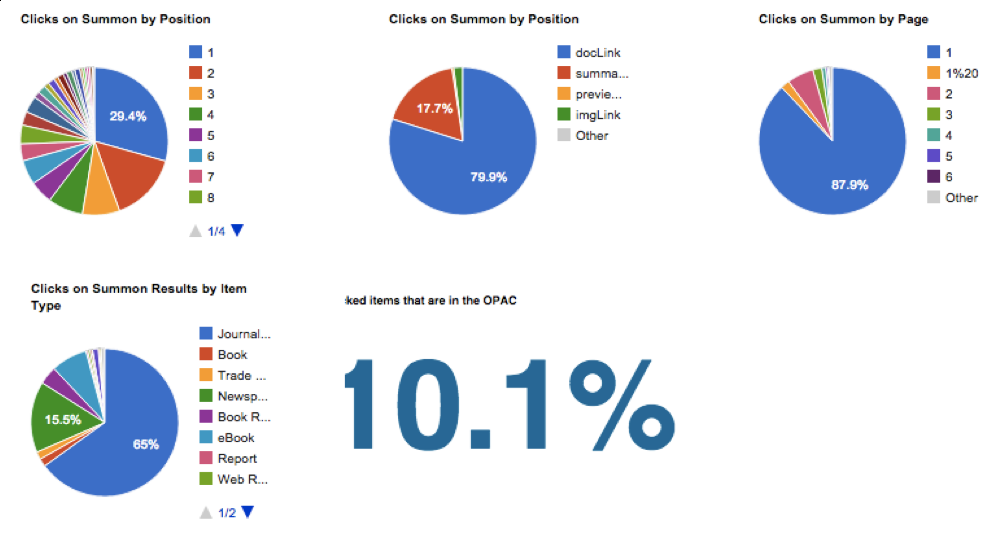 Clicks on Summon by Position
29.4%
1
2
3
4
5
6
7
8
1/4
Clicks on Summon by Position
17.7%
79.9%
docLink
summa...
previe...
imgLink
Other
Clicks on Summon by Page
87.9%
1
1%20
2
3
4
5
6
Other
Clicks on Summon Results by Item
Type
15.5%
65%
Journal...
Book
Trade ...
Newsp...
Book R...
eBook
Report
Web R...
1/2
ked items that are in the OPAC
10.1%